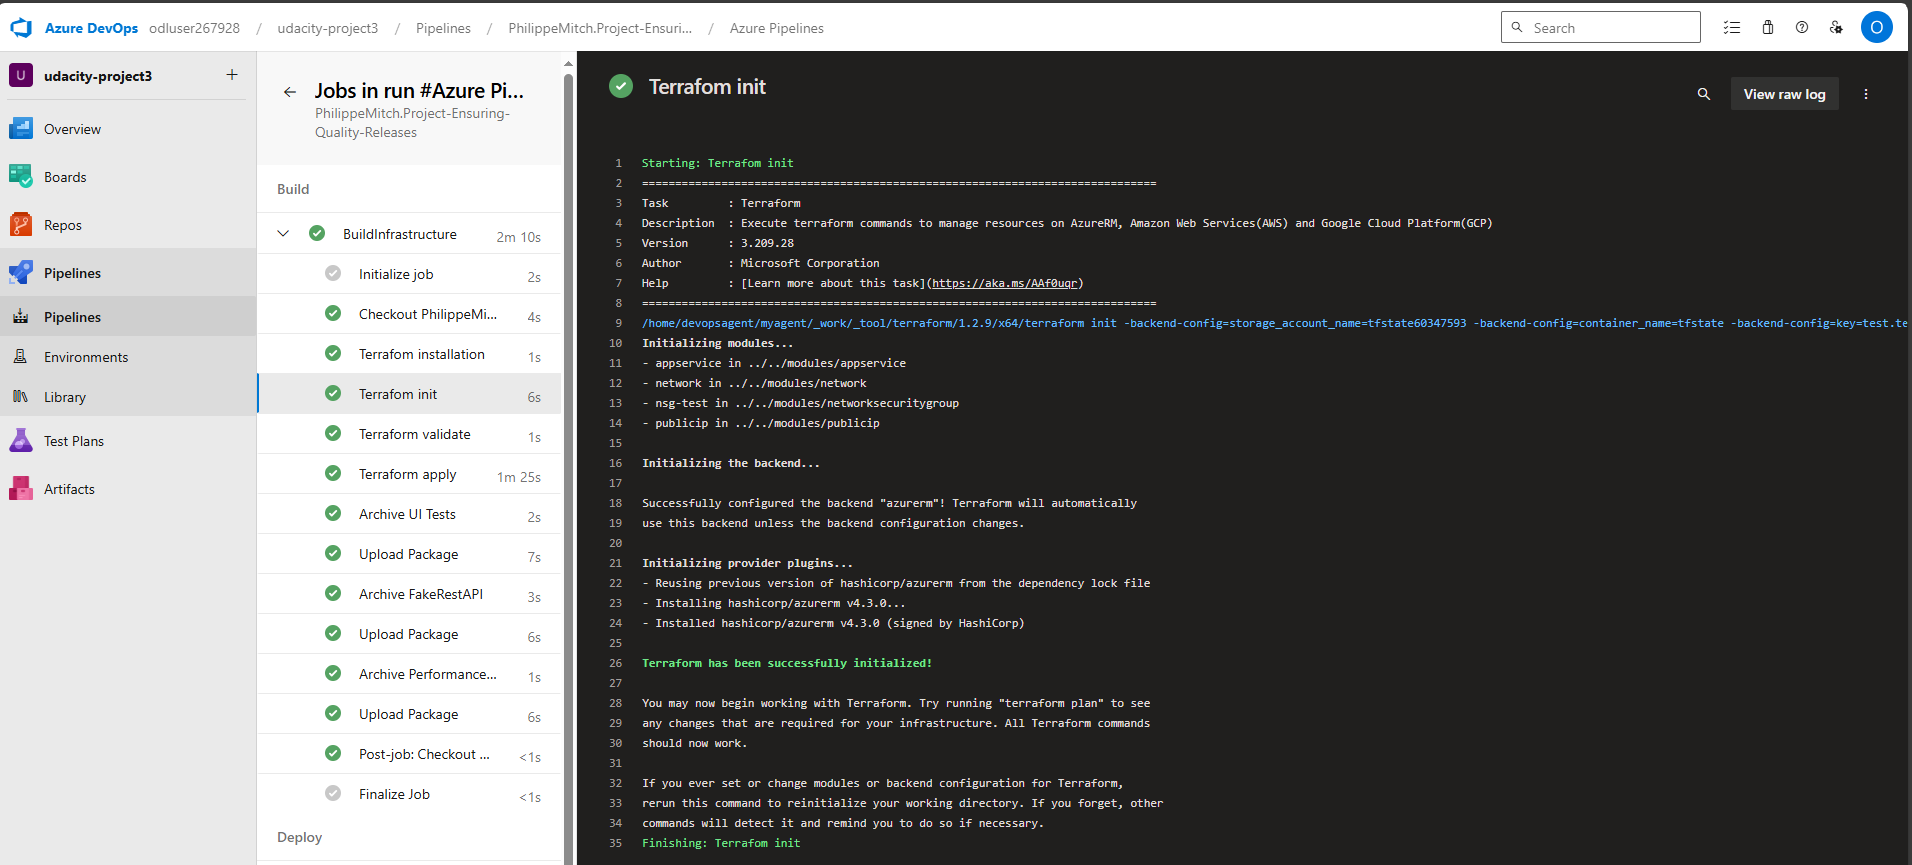 Azure DevOps odluser267928 / udacity-project3 / Pipelines / PhilippeMitch.Project-Ensuri... / Azure Pipelines
Search
O
U udacity-project3 +
Overview
Boards
Repos
Pipelines
Pipelines
Environments
Library
Test Plans
Artifacts
Jobs in run #Azure Pi...
PhilippeMitch.Project-Ensuring-
Quality-Releases
Build
BuildInfrastructure 2m 10s
Initialize job 2s
Checkout PhilippeMi... 4s
Terrafom installation 1s
Terrafom init 6s
Terraform validate 1s
Terraform apply 1m 25s
Archive UI Tests 2s
Upload Package 7s
Archive FakeRestAPI 3s
Upload Package 6s
Archive Performance... 1s
Upload Package 6s
Post-job: Checkout ... <1s
Finalize Job <1s
Deploy
Terrafom init
View raw log
1 Starting: Terrafom init
2 ==============================================================================
3 Task : Terraform
4 Description : Execute terraform commands to manage resources on AzureRM, Amazon Web Services(AWS) and Google Cloud Platform(GCP)
5 Version : 3.209.28
6 Author : Microsoft Corporation
7 Help : [Learn more about this task](https://aka.ms/AAf0uqr)
8 ==============================================================================
9 /home/devopsagent/myagent/_work/_tool/terraform/1.2.9/x64/terraform init -backend-config=storage_account_name=tfstate60347593 -backend-config=container_name=tfstate -backend-config=key=test.te
10 Initializing modules...
11 - appservice in ../../modules/appservice
12 - network in ../../modules/network
13 - nsg-test in ../../modules/networksecuritygroup
14 - publicip in ../../modules/publicip
15
16 Initializing the backend...
17
18 Successfully configured the backend "azurerm"! Terraform will automatically
19 use this backend unless the backend configuration changes.
20
21 Initializing provider plugins...
22 - Reusing previous version of hashicorp/azurerm from the dependency lock file
23 - Installing hashicorp/azurerm v4.3.0...
24 - Installed hashicorp/azurerm v4.3.0 (signed by HashiCorp)
25
26 Terraform has been successfully initialized!
27
28 You may now begin working with Terraform. Try running "terraform plan" to see
29 any changes that are required for your infrastructure. All Terraform commands
30 should now work.
31
32 If you ever set or change modules or backend configuration for Terraform,
33 rerun this command to reinitialize your working directory. If you forget, other
34 commands will detect it and remind you to do so if necessary.
35 Finishing: Terrafom init